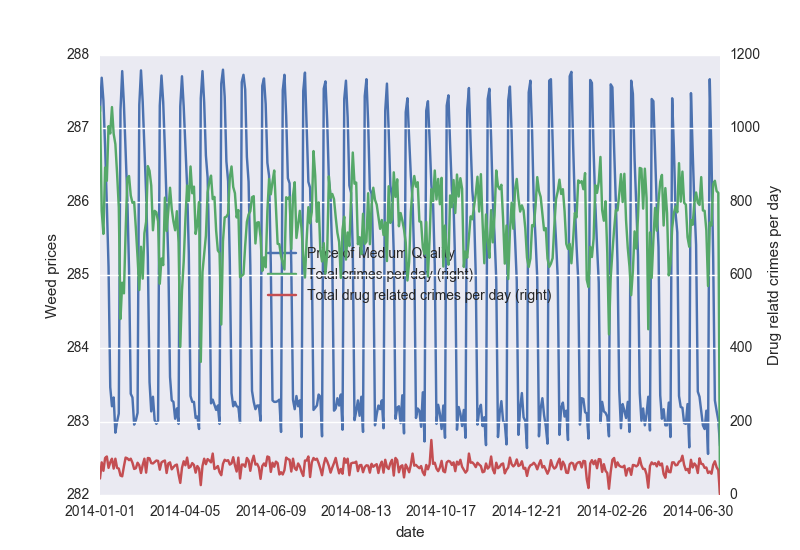 288
287
286
285
284
283
282
1200
1000
800
600
400
200
0
Weed prices
Drug relatd crimes per day
Price of Medium Quality
Total crimes per day (right)
Total drug related crimes per day (right)
2014-01-01 2014-04-05 2014-06-09 2014-08-13 2014-10-17 2014-12-21 2014-02-26 2014-06-30
date